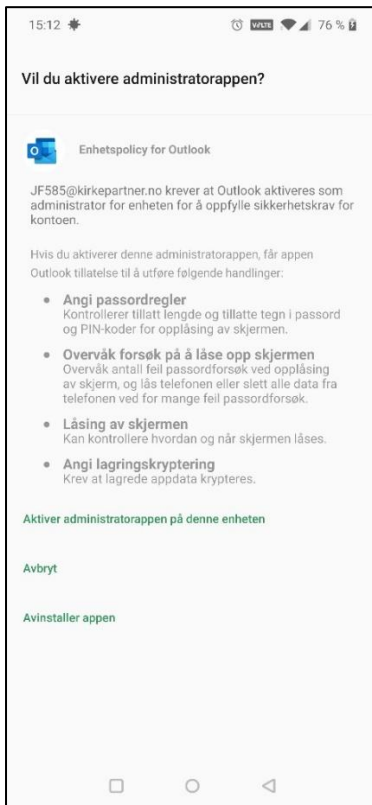 15:12 76 %
VoLTE
Vil du aktivere administratorappen?
Enhetspolicy for Outlook
JF585@kirkepartner.no krever at Outlook aktiveres som
administrator for enheten for å oppfylle sikkerhetskrav for
kontoen.
Hvis du aktiverer denne administratorappen, får appen
Outlook tillatelse til å utføre følgende handlinger:
• Angi passordregler
Kontrollerer tillatt lengde og tillatte tegn i passord
og PIN-koder for opplåsing av skjermen.
• Overvåk forsøk på å låse opp skjermen
Overvåk antall feil passordforsøk ved opplåsing
av skjerm, og lås telefonen eller slett alle data fra
telefonen ved for mange feil passordforsøk.
• Låsing av skjermen
Kan kontrollere hvordan og når skjermen låses.
• Angi lagringskryptering
Krev at lagrede appdata krypteres.
Aktiver administratorappen på denne enheten
Avbryt
Avinstaller appen